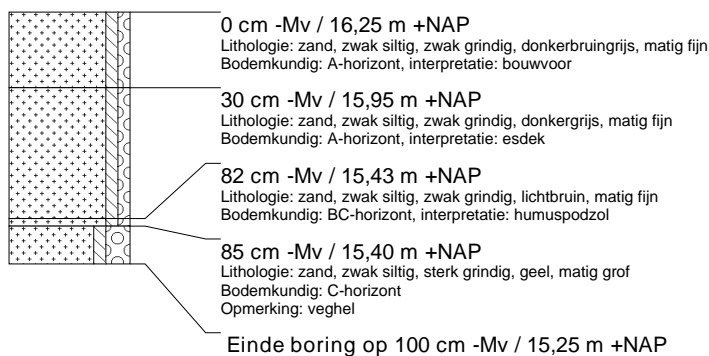 0 cm -Mv / 16,25 m +NAP
Lithologie: zand, zwak siltig, zwak grindig, donkerbruingrijs, matig fijn
Bodemkundig: A-horizont, interpretatie: bouwvoor
30 cm -Mv / 15,95 m +NAP
Lithologie: zand, zwak siltig, zwak grindig, donkergrijs, matig fijn
Bodemkundig: A-horizont, interpretatie: esdek
82 cm -Mv / 15,43 m +NAP
Lithologie: zand, zwak siltig, zwak grindig, lichtbruin, matig fijn
Bodemkundig: BC-horizont, interpretatie: humuspodzol
85 cm -Mv / 15,40 m +NAP
Lithologie: zand, zwak siltig, sterk grindig, geel, matig grof
Bodemkundig: C-horizont
Opmerking: veghel
Einde boring op 100 cm -Mv / 15,25 m +NAP